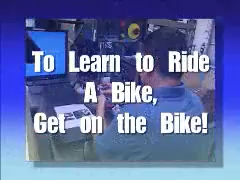 To Learn to Ride
A Bike,
Get on the Bike!